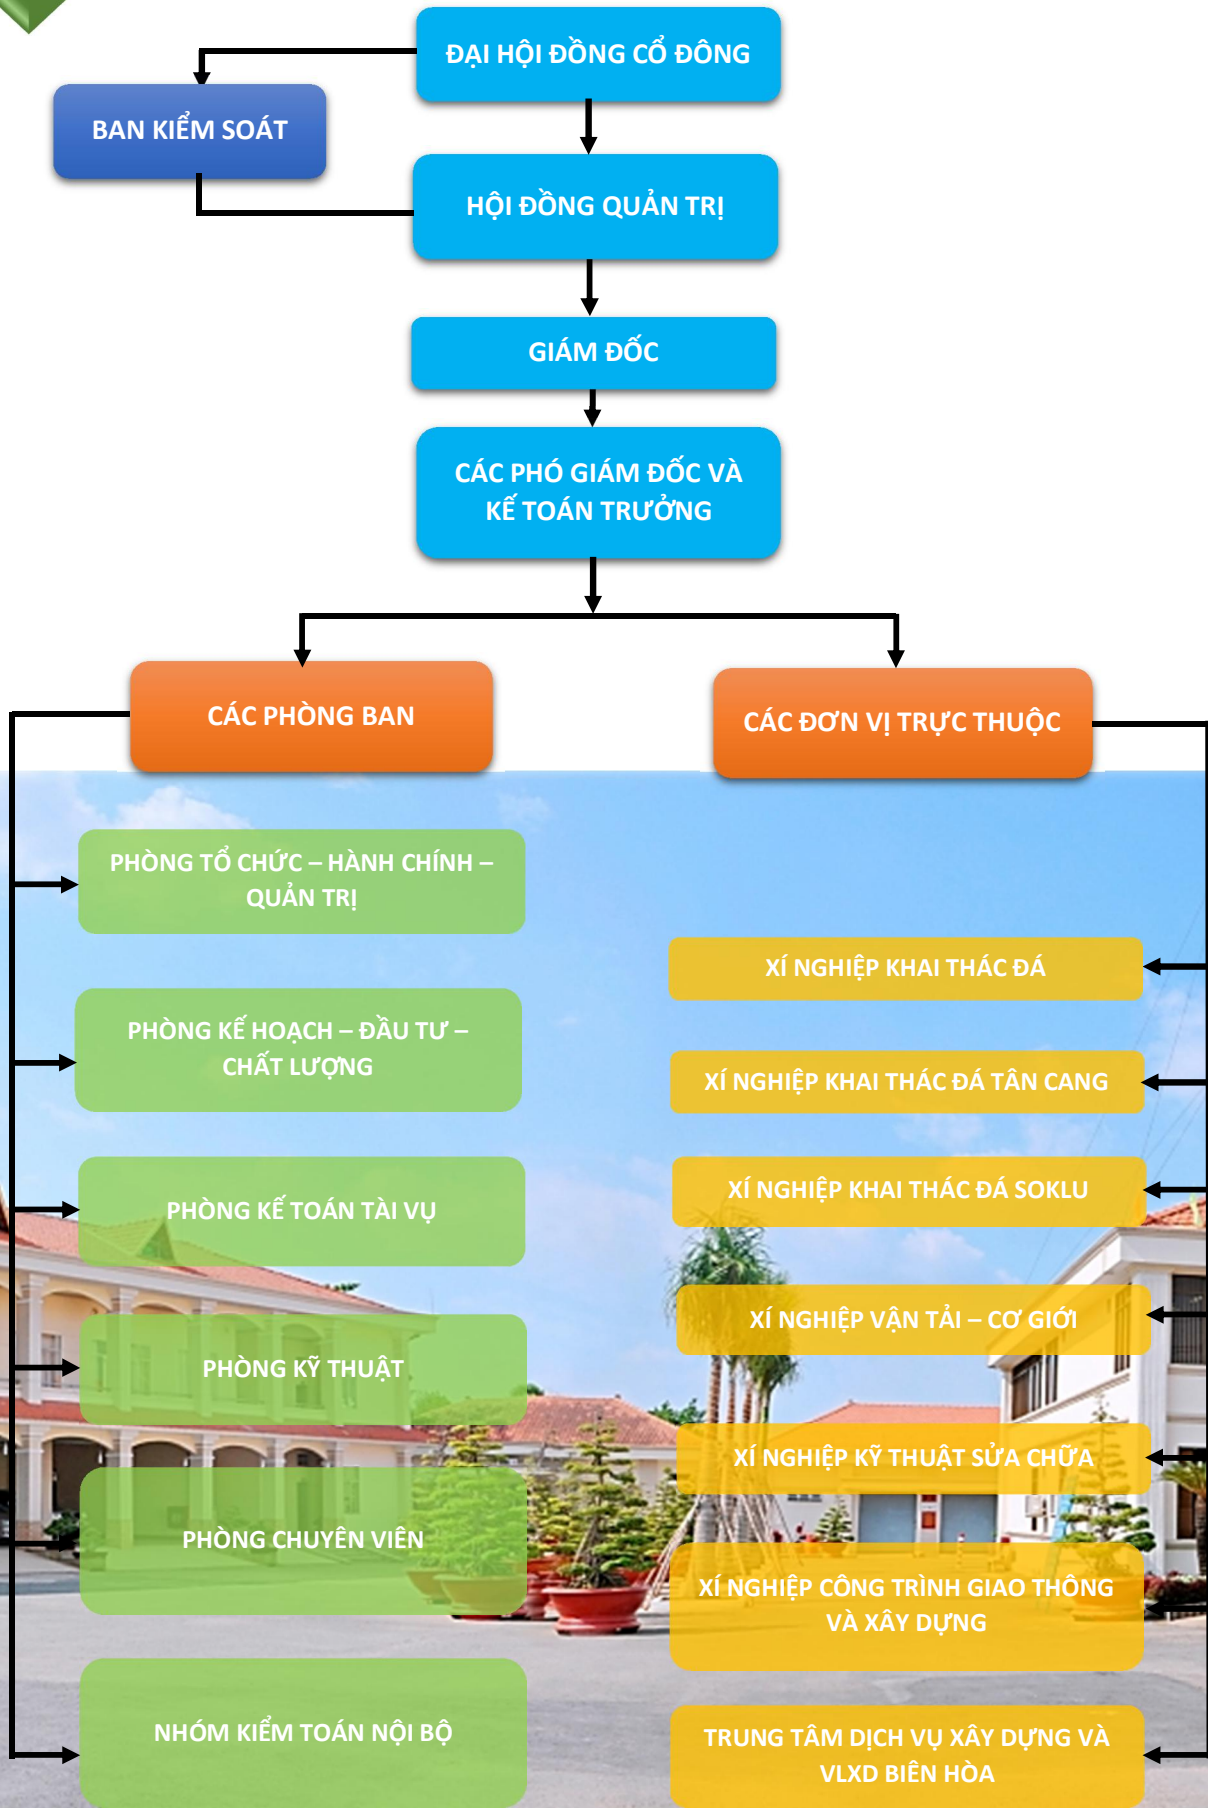 ĐẠI HỘI ĐỒNG CỔ ĐÔNG
BAN KIỂM SOÁT
HỘI ĐỒNG QUẢN TRỊ
GIÁM ĐỐC
CÁC PHÓ GIÁM ĐỐC VÀ
KẾ TOÁN TRƯỞNG
CÁC PHÒNG BAN
PHÒNG TỔ CHỨC – HÀNH CHÍNH –
QUẢN TRỊ
PHÒNG KẾ HOẠCH – ĐẦU TƯ –
CHẤT LƯỢNG
PHÒNG KẾ TOÁN TÀI VỤ
PHÒNG KỸ THUẬT
PHÒNG CHUYÊN VIÊN
NHÓM KIỂM TOÁN NỘI BỘ
CÁC ĐƠN VỊ TRỰC THUỘC
XÍ NGHIỆP KHAI THÁC ĐÁ
XÍ NGHIỆP KHAI THÁC ĐÁ TÂN CANG
XÍ NGHIỆP KHAI THÁC ĐÁ SOKLU
XÍ NGHIỆP VẬN TẢI – CƠ GIỚI
XÍ NGHIỆP KỸ THUẬT SỬA CHỮA
XÍ NGHIỆP CÔNG TRÌNH GIAO THÔNG
VÀ XÂY DỰNG
TRUNG TÂM DỊCH VỤ XÂY DỰNG VÀ
VLXD BIÊN HÒA